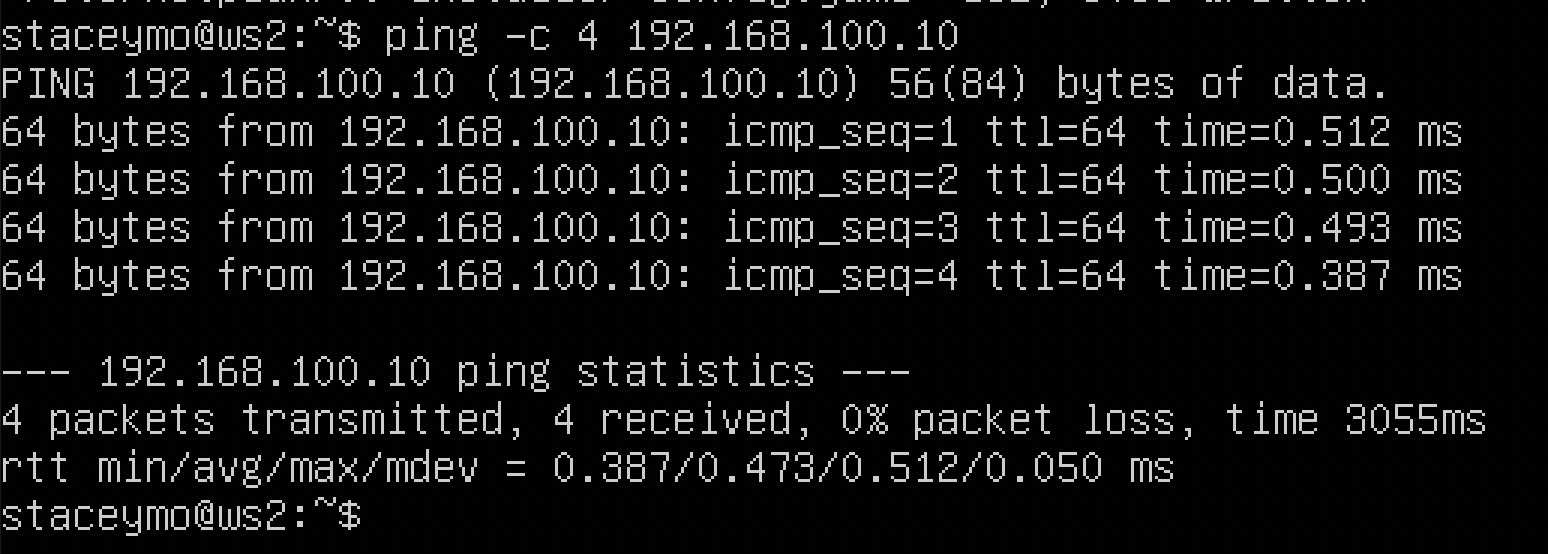 staceymo@ws2:~$ ping -c 4 192.168.100.10
PING 192.168.100.10 (192.168.100.10) 56(84) bytes of data.
64 bytes from 192.168.100.10: icmp_seq=1 ttl=64 time=0.512 ms
64 bytes from 192.168.100.10: icmp_seq=2 ttl=64 time=0.500 ms
64 bytes from 192.168.100.10: icmp_seq=3 ttl=64 time=0.493 ms
64 bytes from 192.168.100.10: icmp_seq=4 ttl=64 time=0.387 ms

--- 192.168.100.10 ping statistics ---
4 packets transmitted, 4 received, 0% packet loss, time 3055ms
rtt min/avg/max/mdev = 0.387/0.473/0.512/0.050 ms
staceymo@ws2:~$